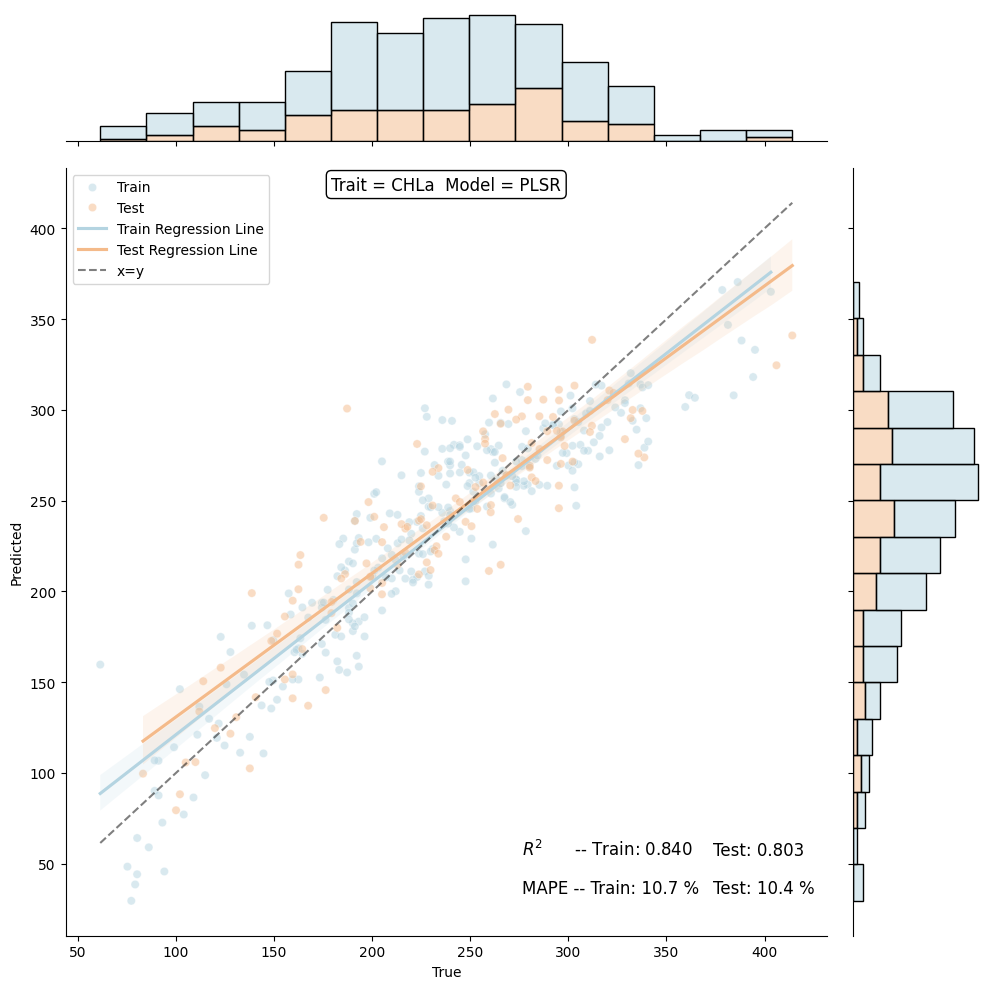 Trait = CHLa  Model = PLSR
Train
Test
Train Regression Line
Test Regression Line
x=y
400
350
300
250
200
150
100
50
Predicted
R² -- Train: 0.840 Test: 0.803
MAPE -- Train: 10.7 % Test: 10.4 %
50 100 150 200 250 300 350 400
True